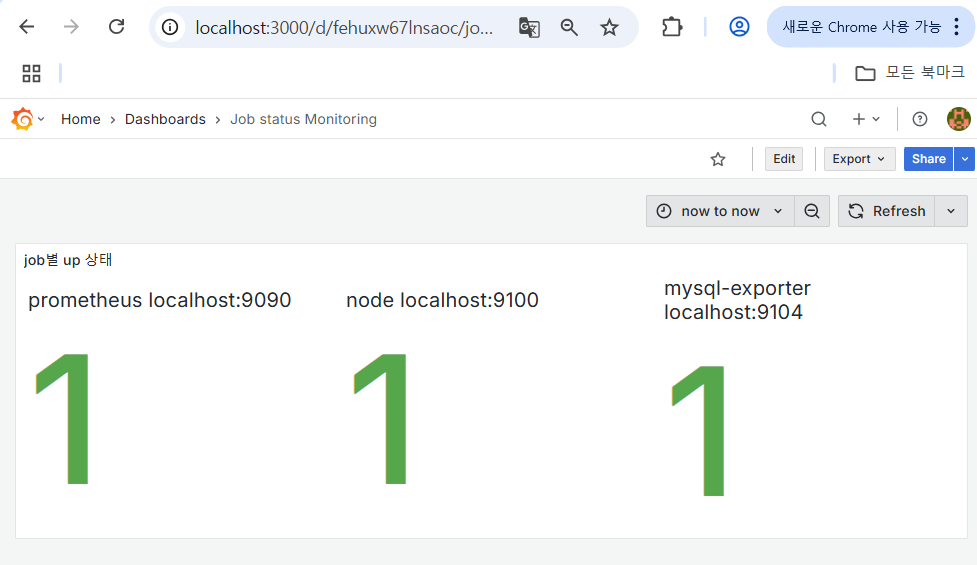 localhost:3000/d/fehuxw67lnsaoc/jo...
새로운 Chrome 사용 가능
모든 북마크
Home › Dashboards › Job status Monitoring
Edit
Export
Share
now to now
Refresh
job별 up 상태
prometheus localhost:9090
1
node localhost:9100
1
mysql-exporter
localhost:9104
1